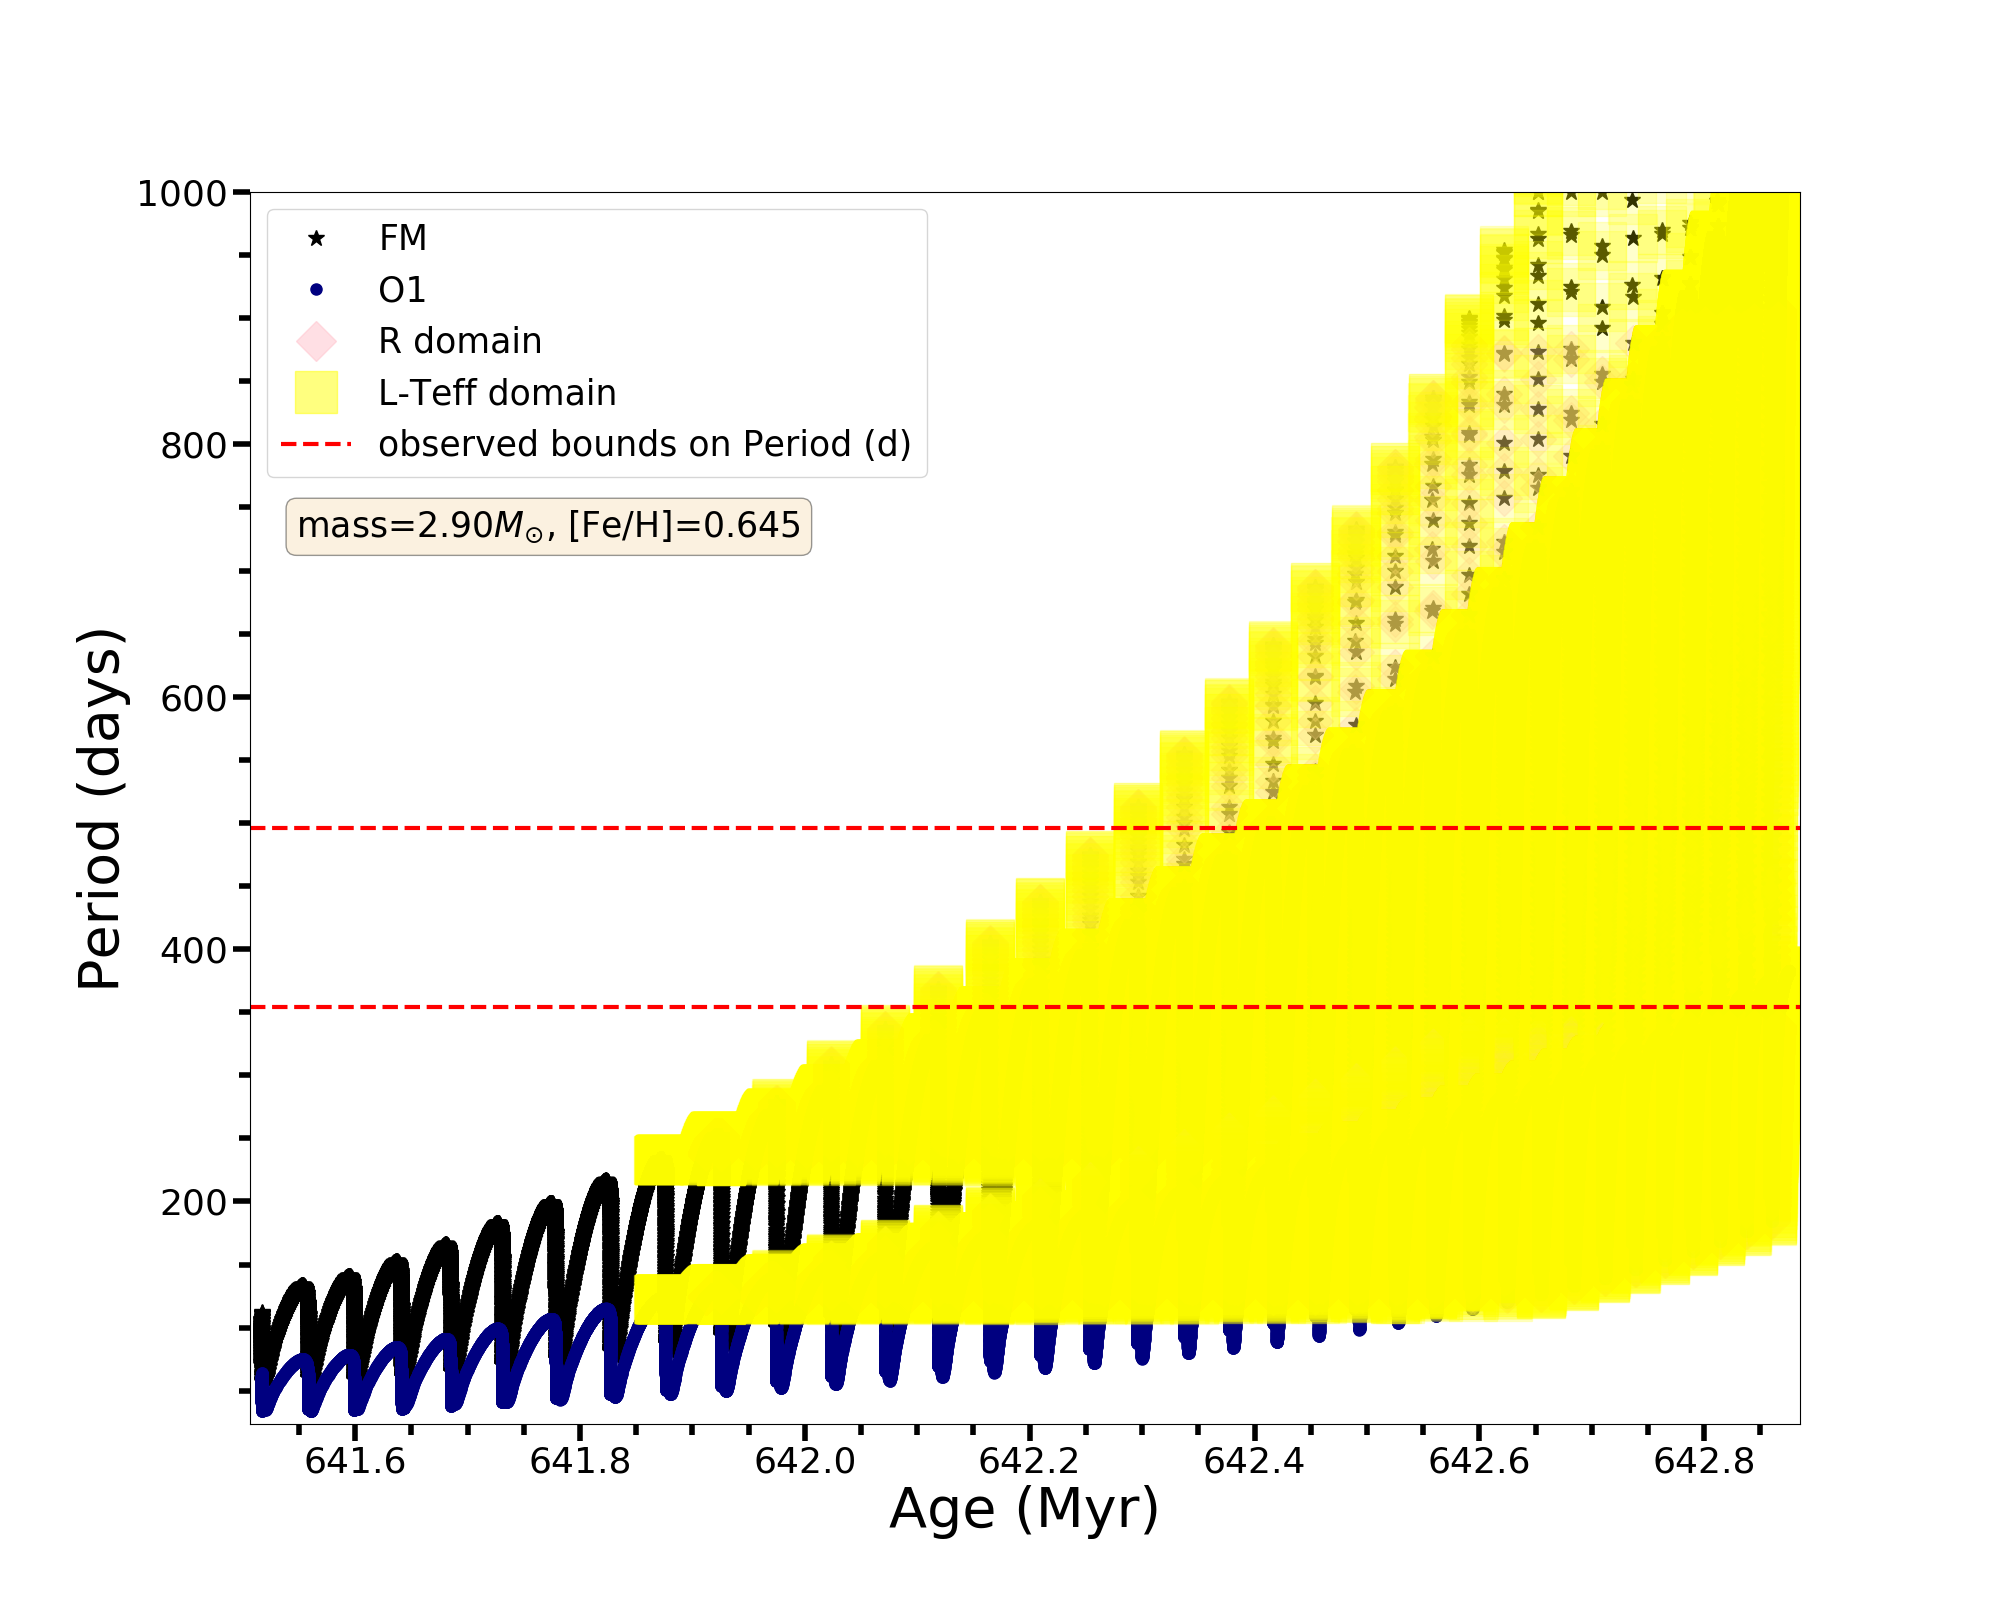 1000
800
600
400
200
Period (days)
FM
O1
R domain
L-Teff domain
observed bounds on Period (d)
mass=2.90M⊙, [Fe/H]=0.645
641.6 641.8 642.0 642.2 642.4 642.6 642.8
Age (Myr)